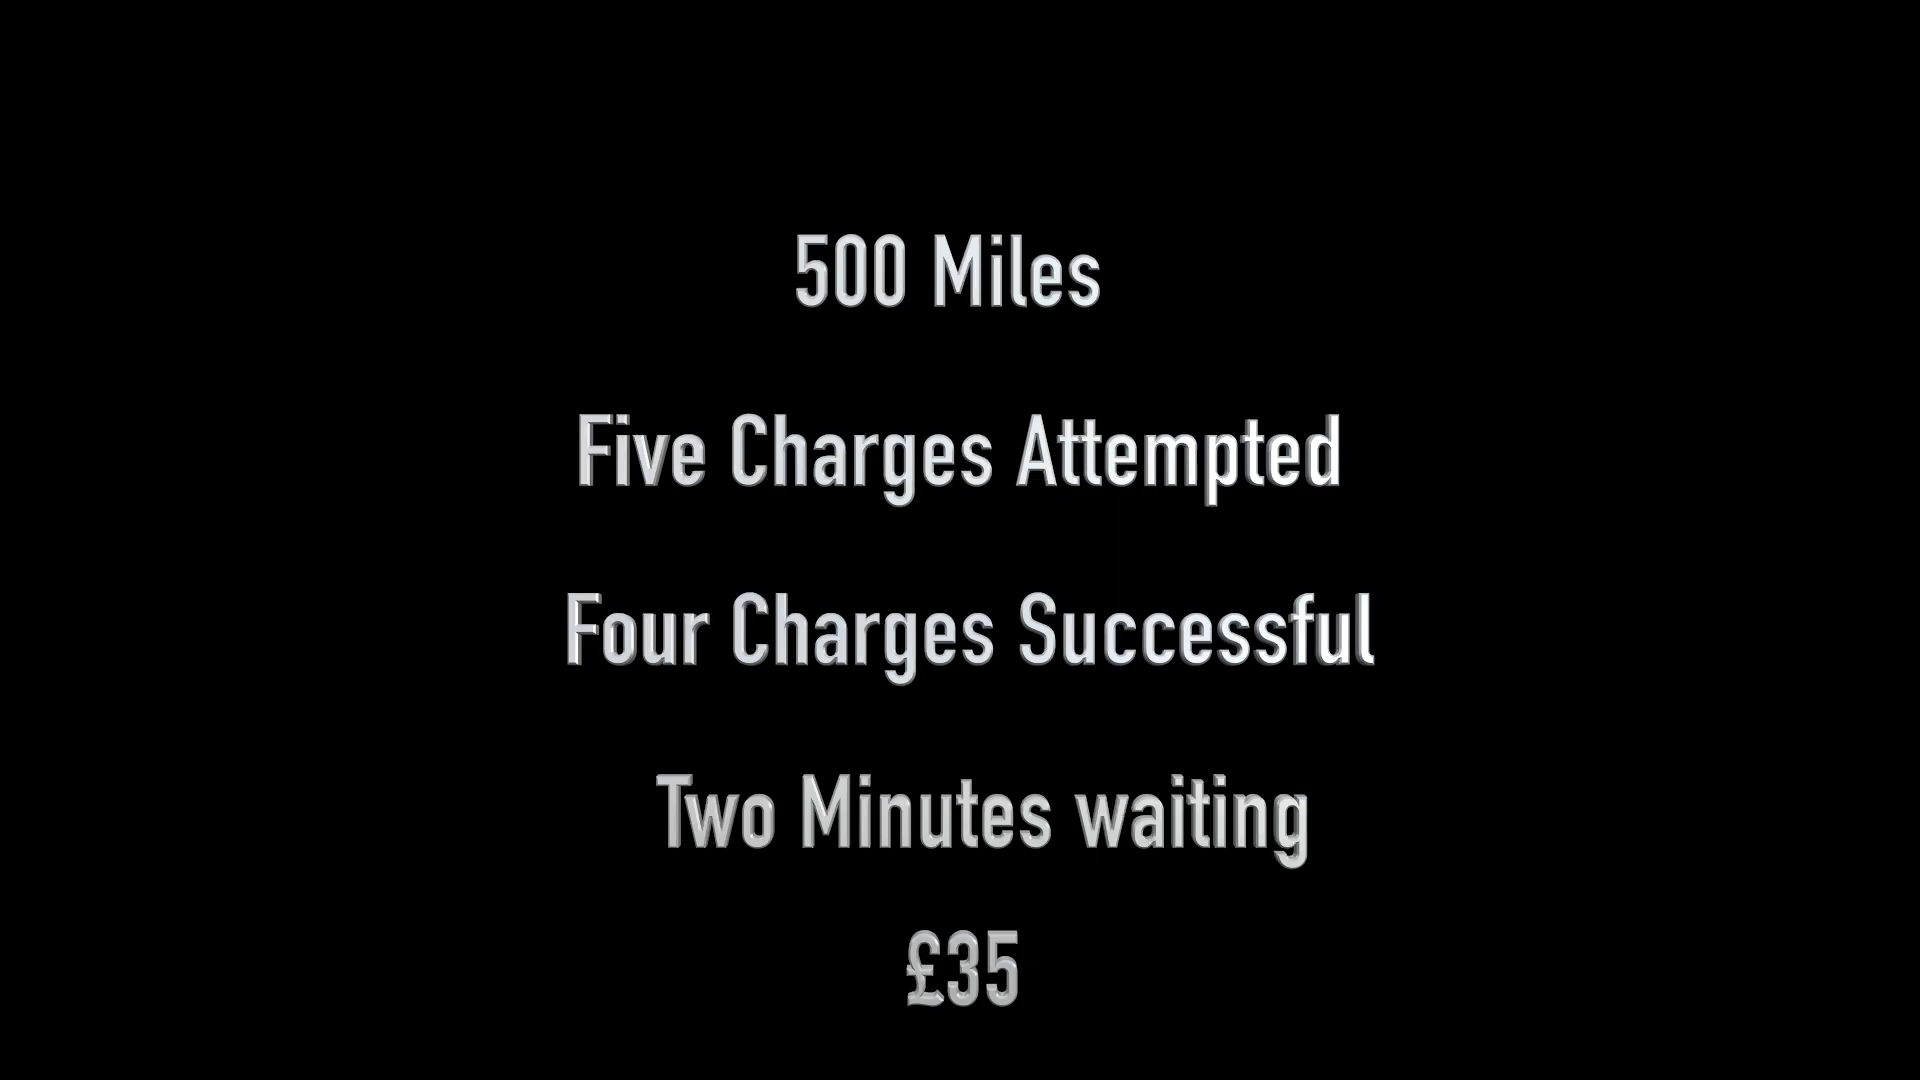 500 Miles
Five Charges Attempted
Four Charges Successful
Two Minutes waiting
£35